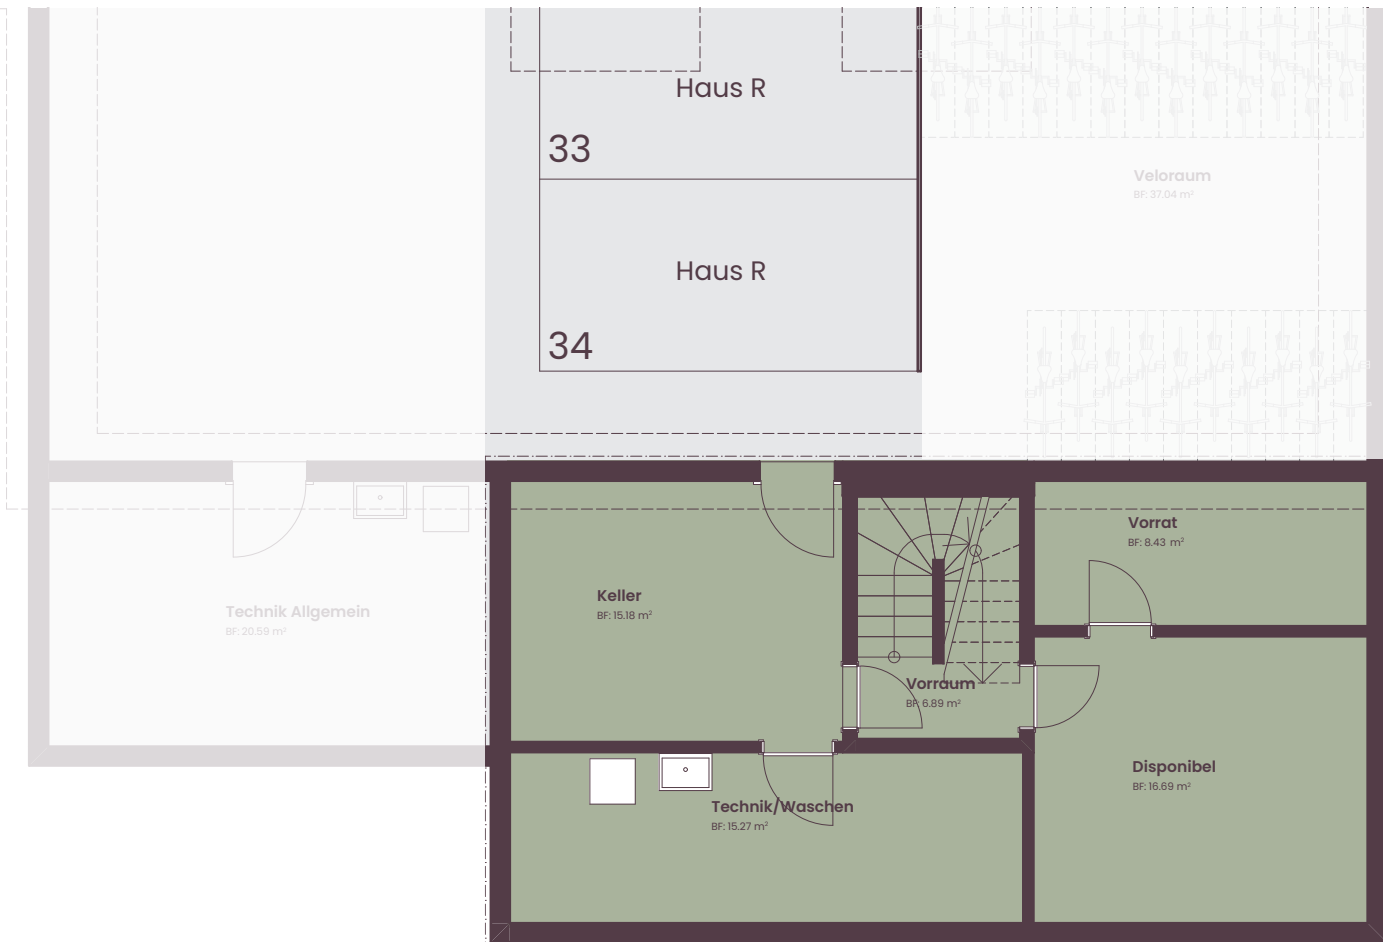 Haus R
33
Veloraum
BF: 37.04 m²
Haus R
34
Vorrat
BF: 8.43 m²
Keller
BF: 15.18 m²
Technik Allgemein
BF: 20.59 m²
Vorraum
BF: 6.89 m²
Disponibel
BF: 16.69 m²
Technik/Waschen
BF: 15.27 m²